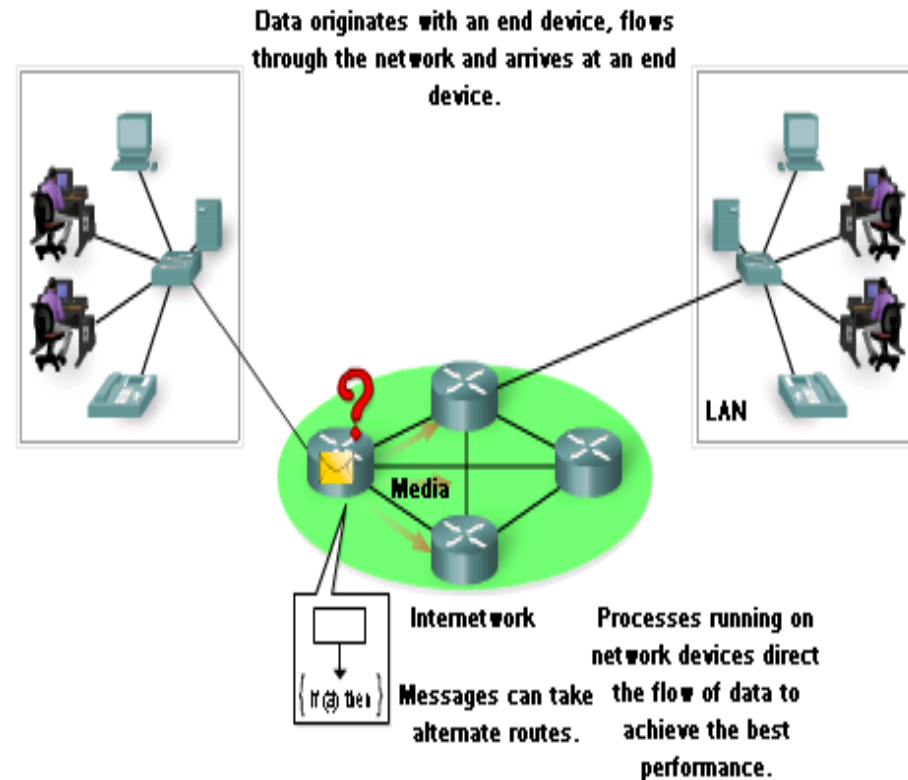 Data originates with an end device, flows
through the network and arrives at an end
device.
LAN
Media
Internetwork
Messages can take
alternate routes.
Processes running on
network devices direct
the flow of data to
achieve the best
performance.
{ If @ then }